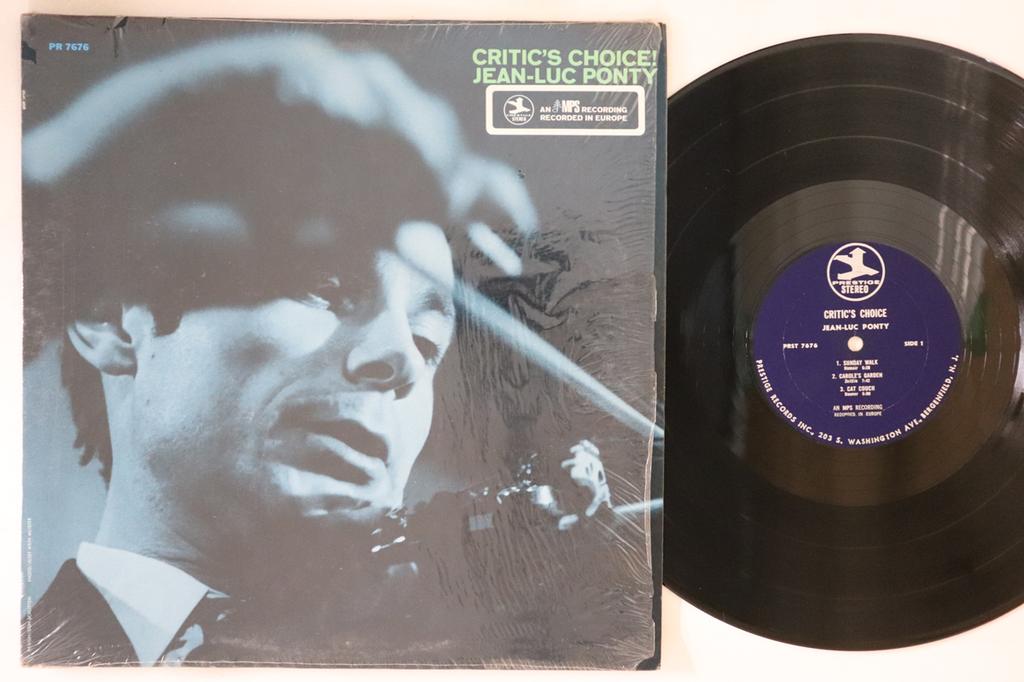 PR 7676
CRITIC'S CHOICE!
JEAN-LUC PONTY
PRESTIGE
STEREO
AN MPS RECORDING
RECORDED IN EUROPE
PRESTIGE
STEREO
CRITIC'S CHOICE
JEAN-LUC PONTY
PRST 7676 SIDE 1
1. SUNDAY WALK
2. CAROLE'S GARDEN
3. CAT COUCH
AN MPS RECORDING
RECORDED IN EUROPE
PRESTIGE RECORDS INC., 203 S. WASHINGTON AVE., BERGENFIELD, N. J.